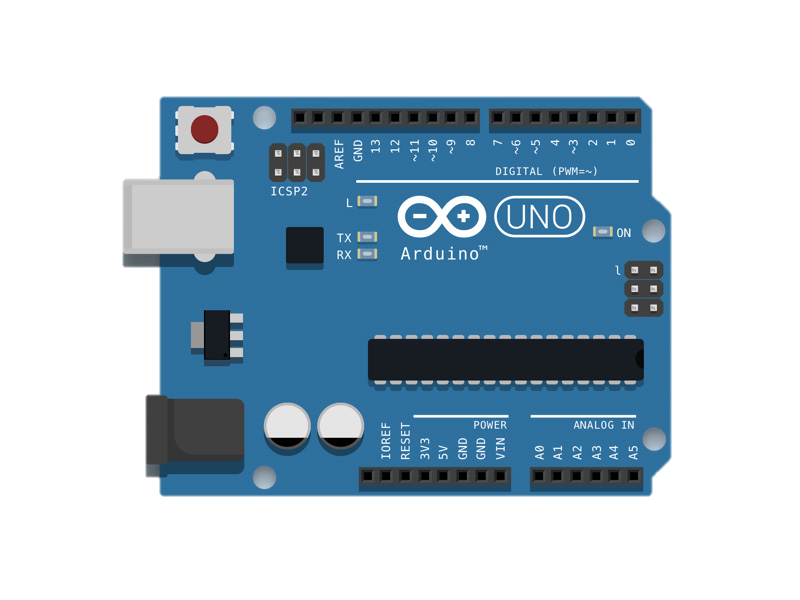 AREF GND 13 12 ~11 ~10 ~9 8 7 ~6 ~5 4 ~3 2 1 0
DIGITAL (PWM=~)
ICSP2
L
UNO
TX
RX
ON
Arduino™
l
POWER
ANALOG IN
IOREF RESET 3V3 5V GND GND VIN A0 A1 A2 A3 A4 A5